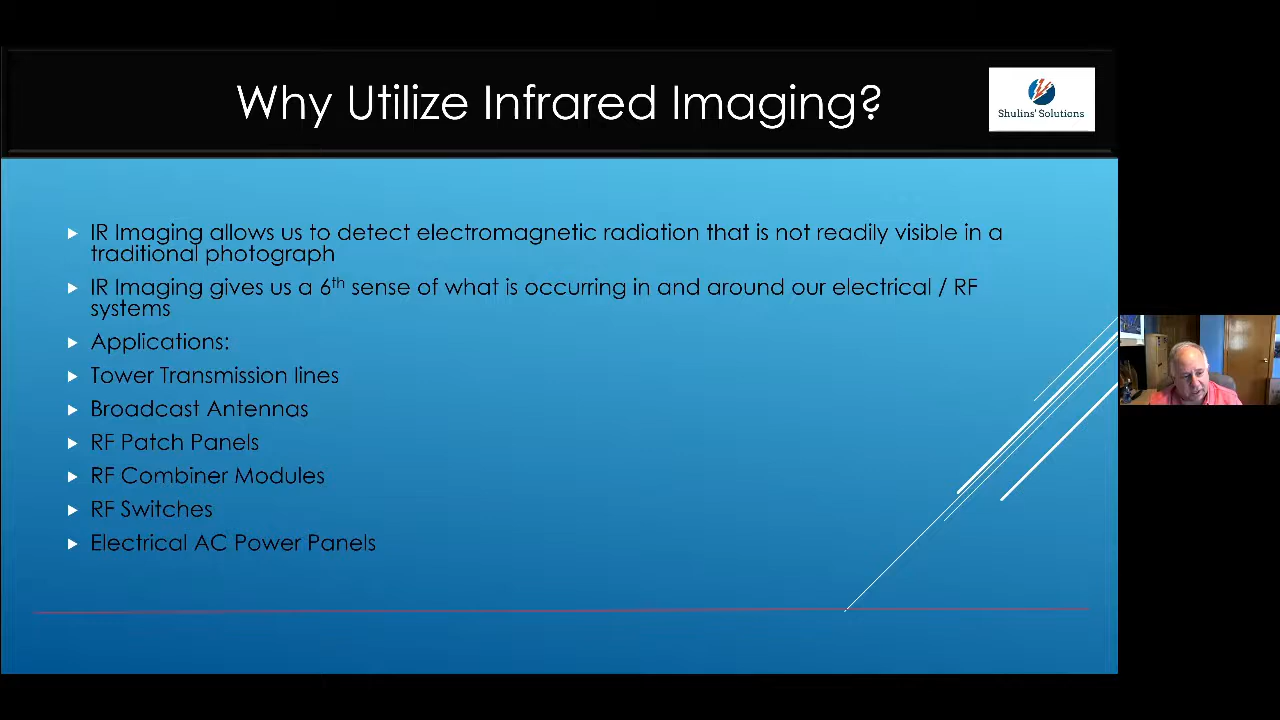 Why Utilize Infrared Imaging?
Shulins' Solutions
IR Imaging allows us to detect electromagnetic radiation that is not readily visible in a
traditional photograph
IR Imaging gives us a 6th sense of what is occurring in and around our electrical / RF
systems
Applications:
Tower Transmission lines
Broadcast Antennas
RF Patch Panels
RF Combiner Modules
RF Switches
Electrical AC Power Panels